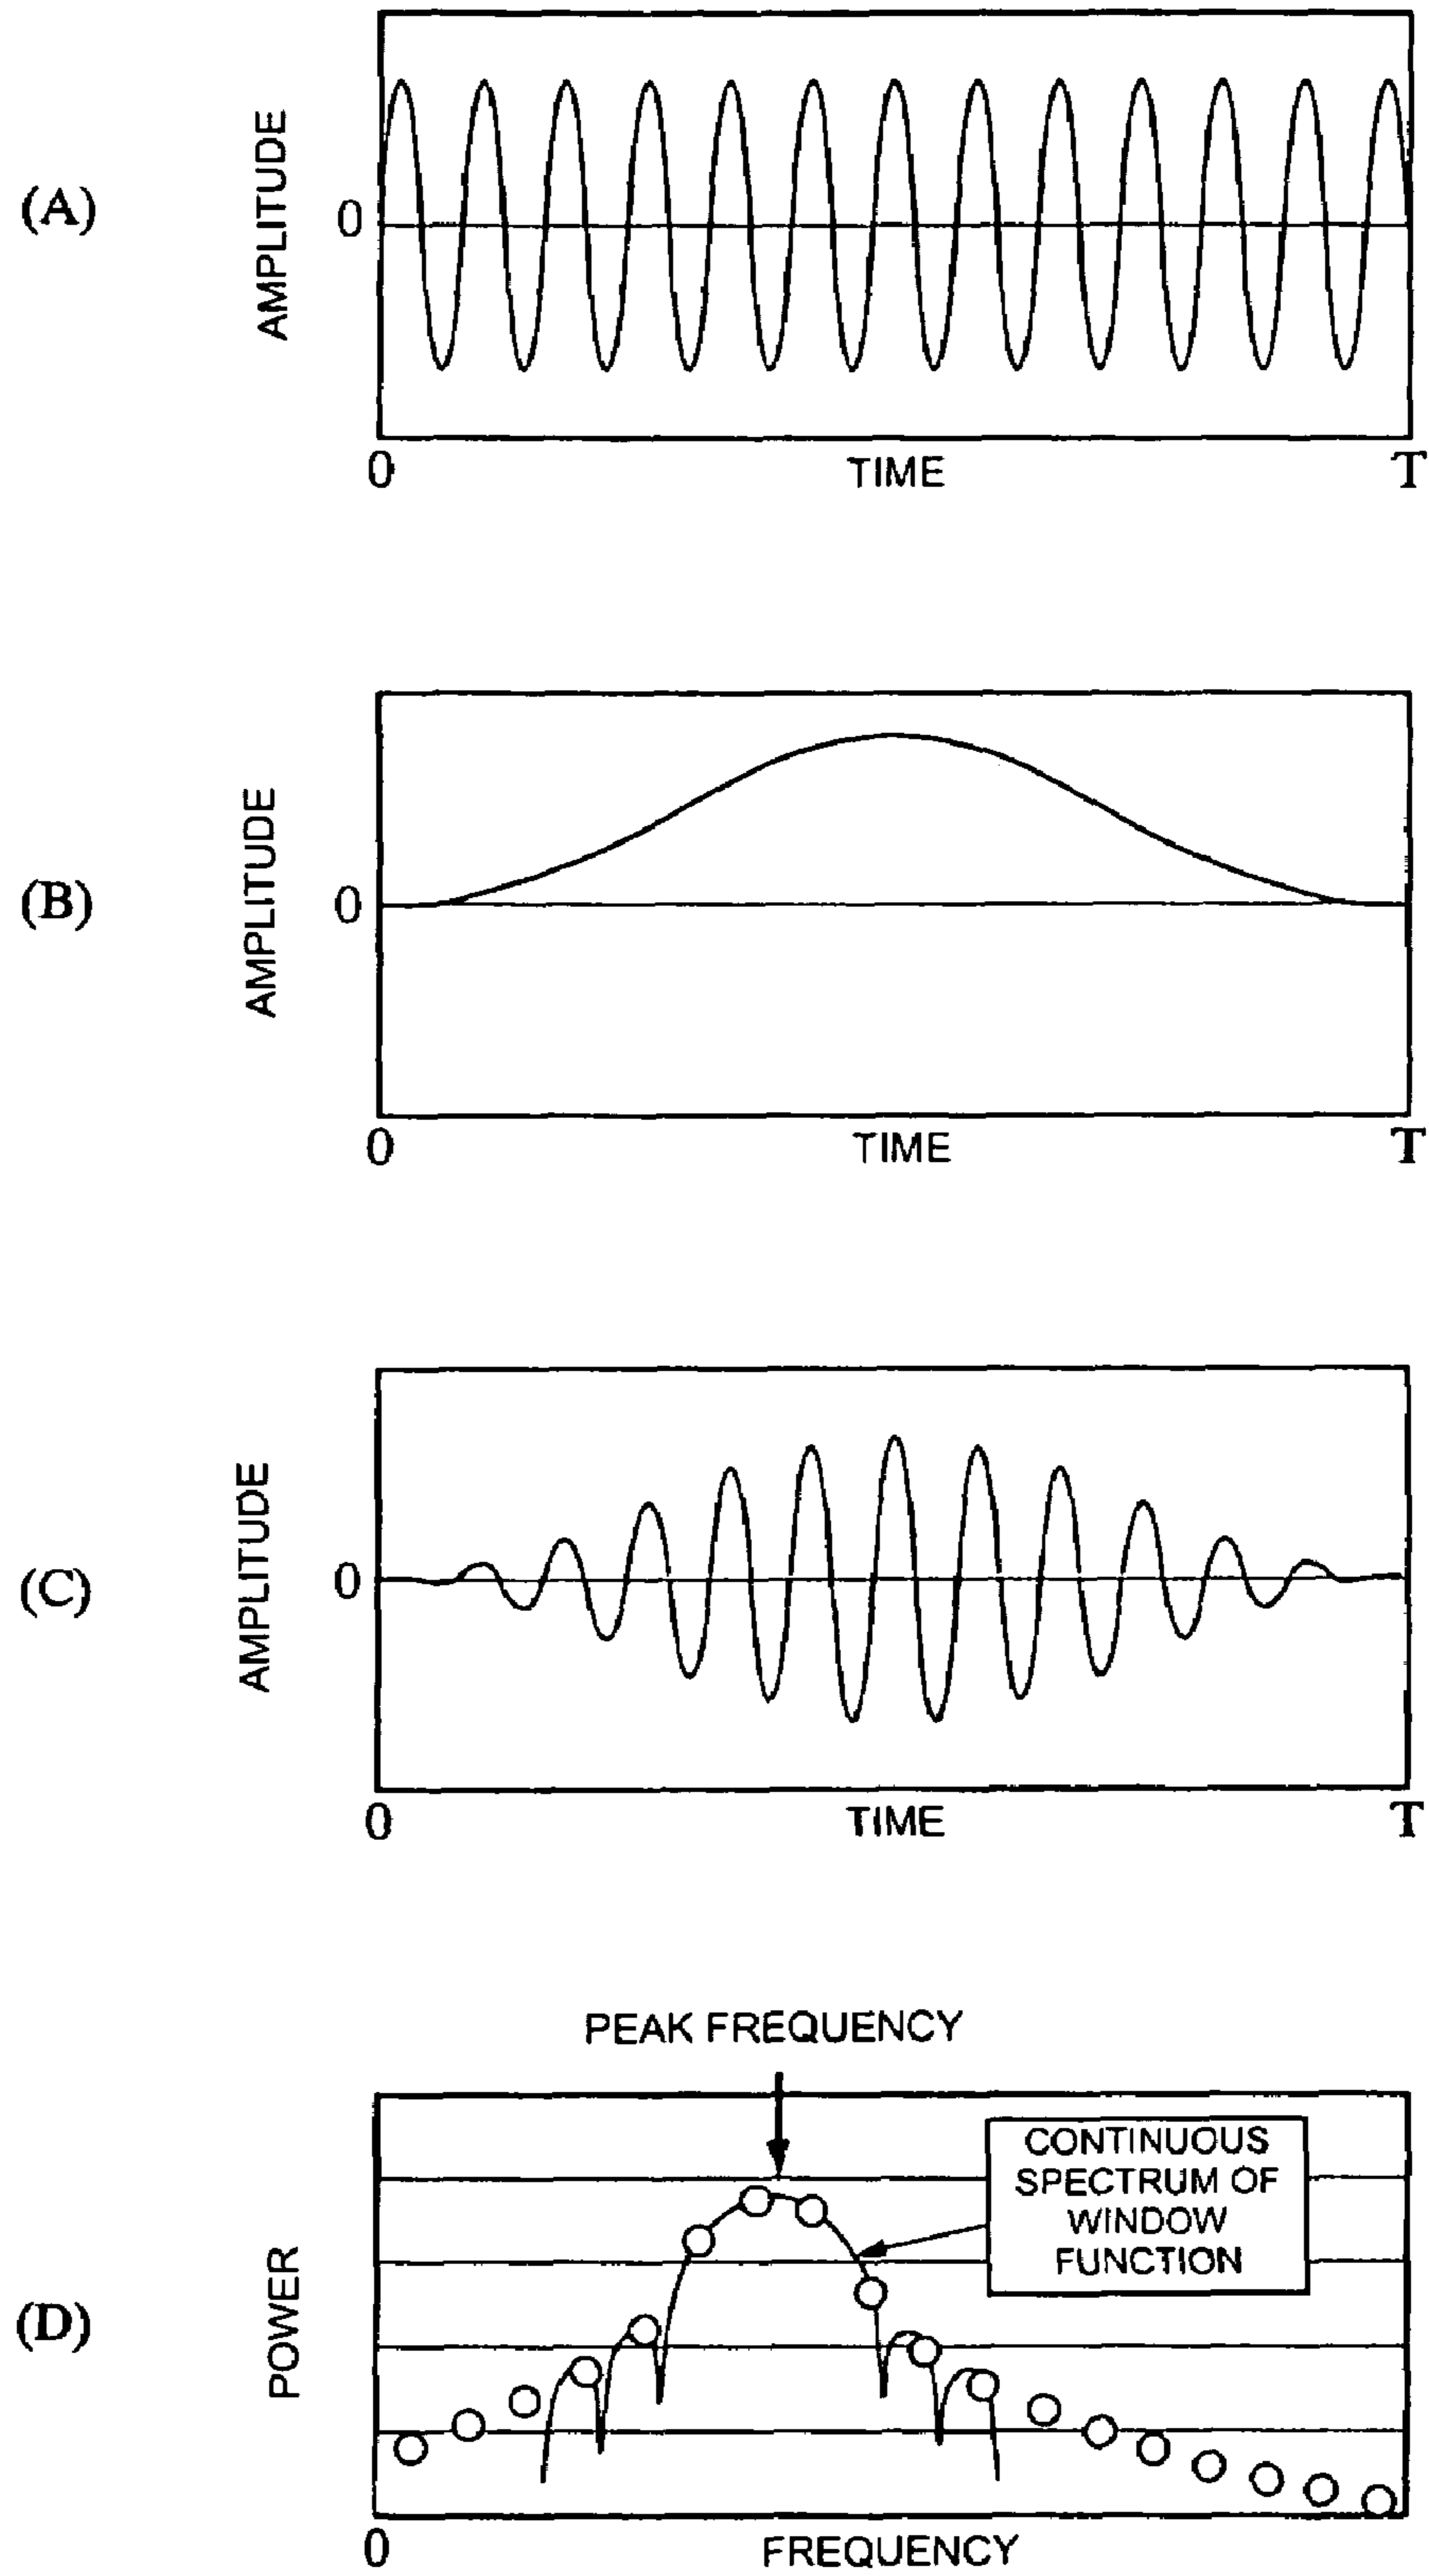 (A)
AMPLITUDE
0
0
TIME
T
(B)
AMPLITUDE
0
0
TIME
T
(C)
AMPLITUDE
0
0
TIME
T
PEAK FREQUENCY
(D)
POWER
CONTINUOUS
SPECTRUM OF
WINDOW
FUNCTION
0
FREQUENCY